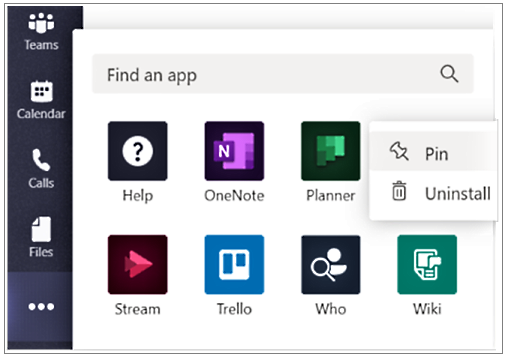 Teams
Calendar
Calls
Files
Find an app
Help
OneNote
Planner
Pin
Uninstall
Stream
Trello
Who
Wiki